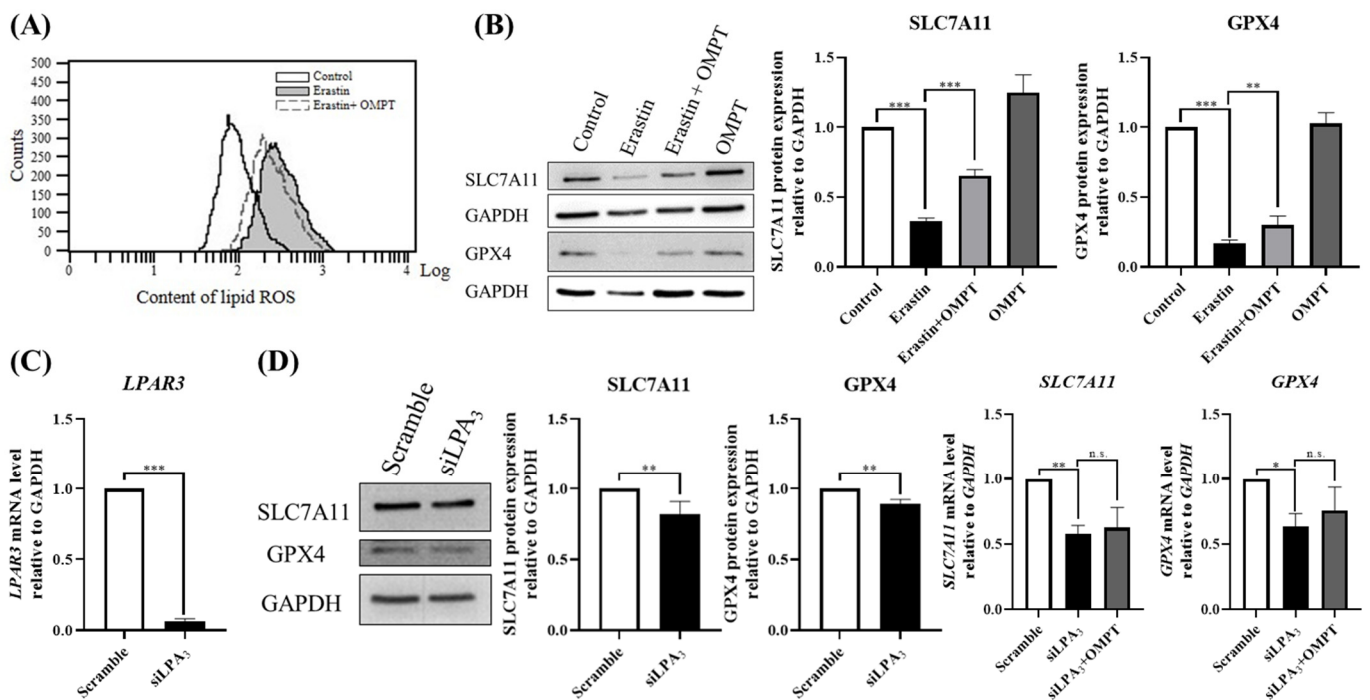 (A)
500
450
400
350
300
250
200
150
100
50
0
Counts
Control
Erastin
Erastin+ OMPT
0 1 2 3 4 Log
Content of lipid ROS
(B)
Control
Erastin
Erastin + OMPT
OMPT
SLC7A11
GAPDH
GPX4
GAPDH
SLC7A11
SLC7A11 protein expression
relative to GAPDH
1.5
1.0
0.5
0.0
***
***
Control
Erastin
Erastin+OMPT
OMPT
GPX4
GPX4 protein expression
relative to GAPDH
1.5
1.0
0.5
0.0
***
**
Control
Erastin
Erastin+OMPT
OMPT
(C)
LPAR3
LPAR3 mRNA level
relative to GAPDH
1.5
1.0
0.5
0.0
***
Scramble
siLPA₃
(D)
Scramble
siLPA₃
SLC7A11
GPX4
GAPDH
SLC7A11
SLC7A11 protein expression
relative to GAPDH
1.5
1.0
0.5
0.0
**
Scramble
siLPA₃
GPX4
GPX4 protein expression
relative to GAPDH
1.5
1.0
0.5
0.0
**
Scramble
siLPA₃
SLC7A11
SLC7A11 mRNA level
relative to GAPDH
1.5
1.0
0.5
0.0
**
n.s.
Scramble
siLPA₃
siLPA₃+OMPT
GPX4
GPX4 mRNA level
relative to GAPDH
1.5
1.0
0.5
0.0
*
n.s.
Scramble
siLPA₃
siLPA₃+OMPT